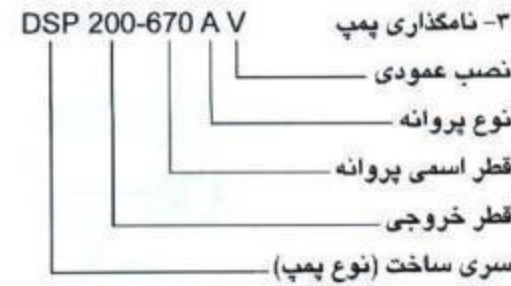 DSP 200-670 A V
۳- نامگذاری پمپ
نصب عمودی
نوع پروانه
قطر اسمی پروانه
قطر خروجی
سری ساخت (نوع پمپ)